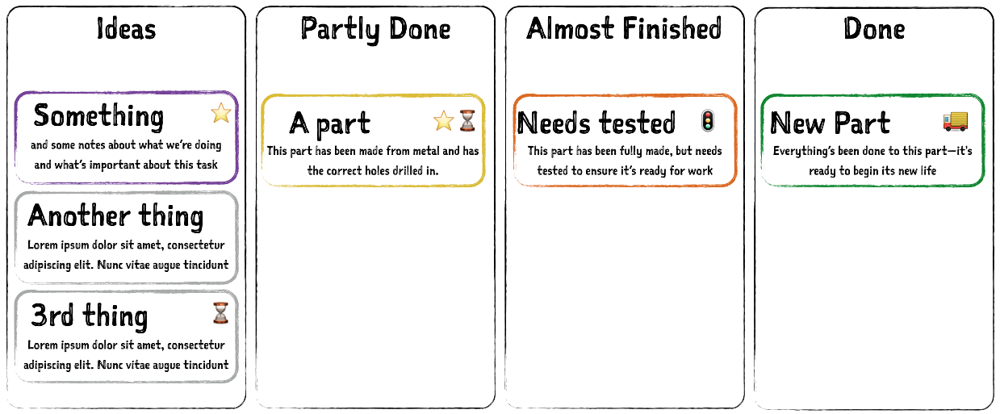 Ideas
Something
and some notes about what we're doing
and what's important about this task
Another thing
Lorem ipsum dolor sit amet, consectetur
adipiscing elit. Nunc vitae augue tincidunt
3rd thing
Lorem ipsum dolor sit amet, consectetur
adipiscing elit. Nunc vitae augue tincidunt
Partly Done
A part
This part has been made from metal and has
the correct holes drilled in.
Almost Finished
Needs tested
This part has been fully made, but needs
tested to ensure it's ready for work
Done
New Part
Everything's been done to this part—it's
ready to begin its new life